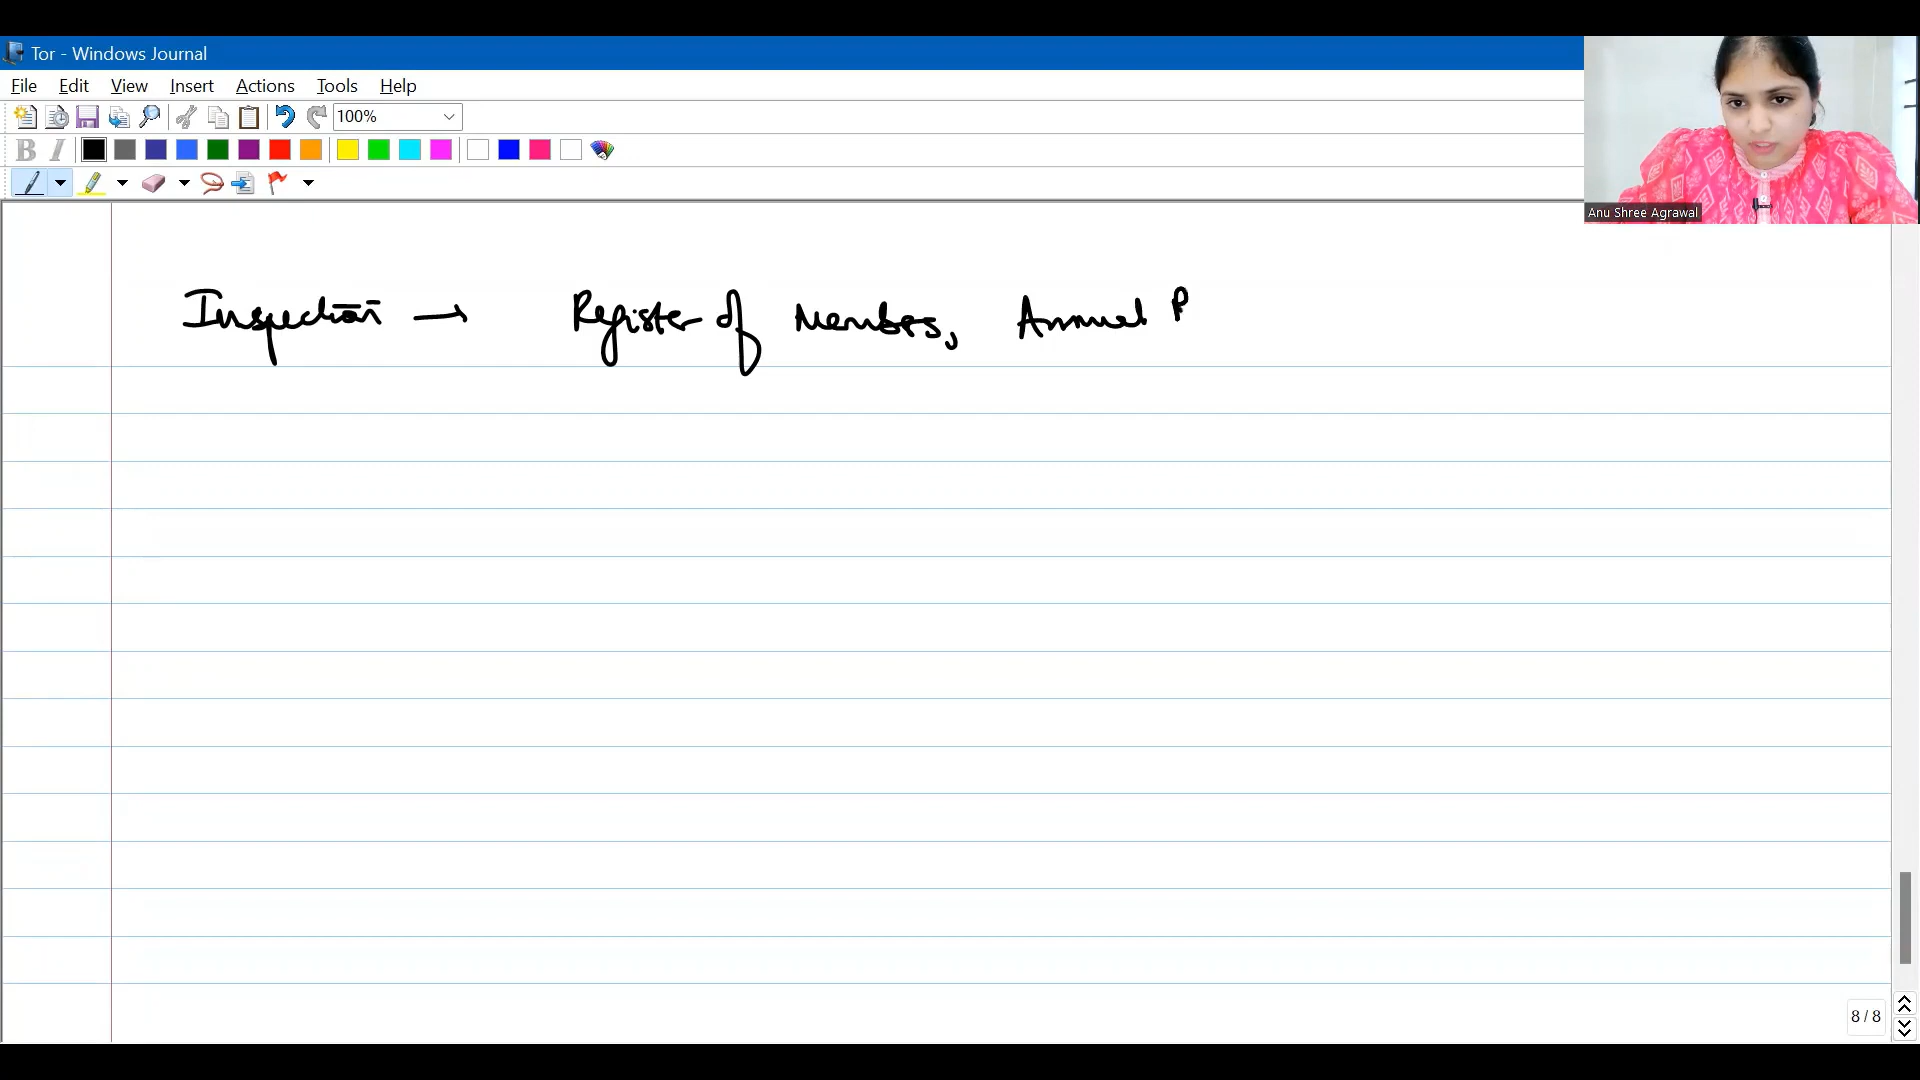 Tor - Windows Journal
File Edit View Insert Actions Tools Help
100%
B I
Anu Shree Agrawal
Inspection → Register of Members, Annual P
8 / 8